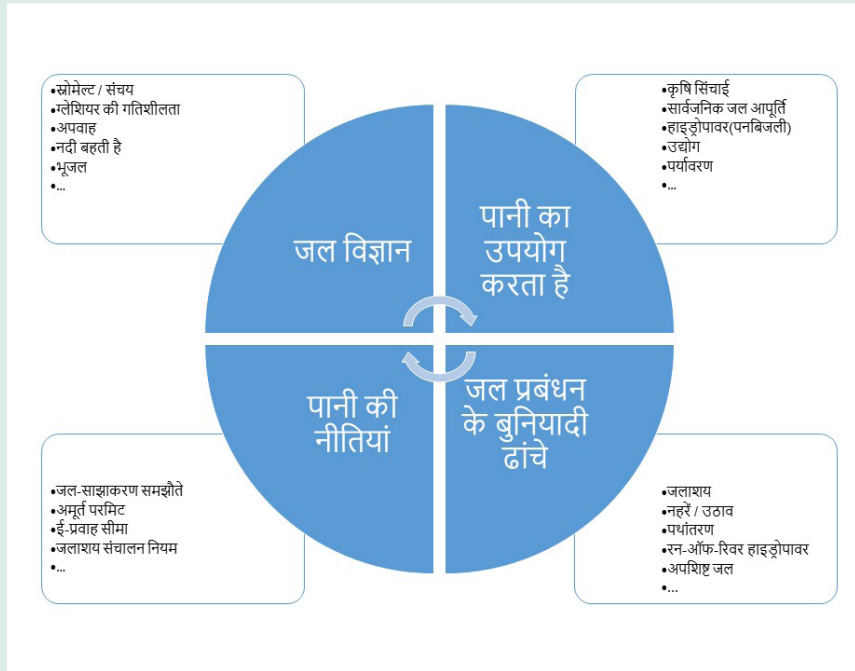 •स्नोमेल्ट / संचय
•ग्लेशियर की गतिशीलता
•अपवाह
•नदी बहती है
•भूजल
•...
•कृषि सिंचाई
•सार्वजनिक जल आपूर्ति
•हाइड्रोपावर(पनबिजली)
•उद्योग
•पर्यावरण
•...
जल विज्ञान
पानी का
उपयोग
करता है
पानी की
नीतियां
जल प्रबंधन
के बुनियादी
ढांचे
•जल-साझाकरण समझौते
•अमूर्त परमिट
•ई-प्रवाह सीमा
•जलाशय संचालन नियम
•...
•जलाशय
•नहरें / उठाव
•पथांतरण
•रन-ऑफ-रिवर हाइड्रोपावर
•अपशिष्ट जल
•...